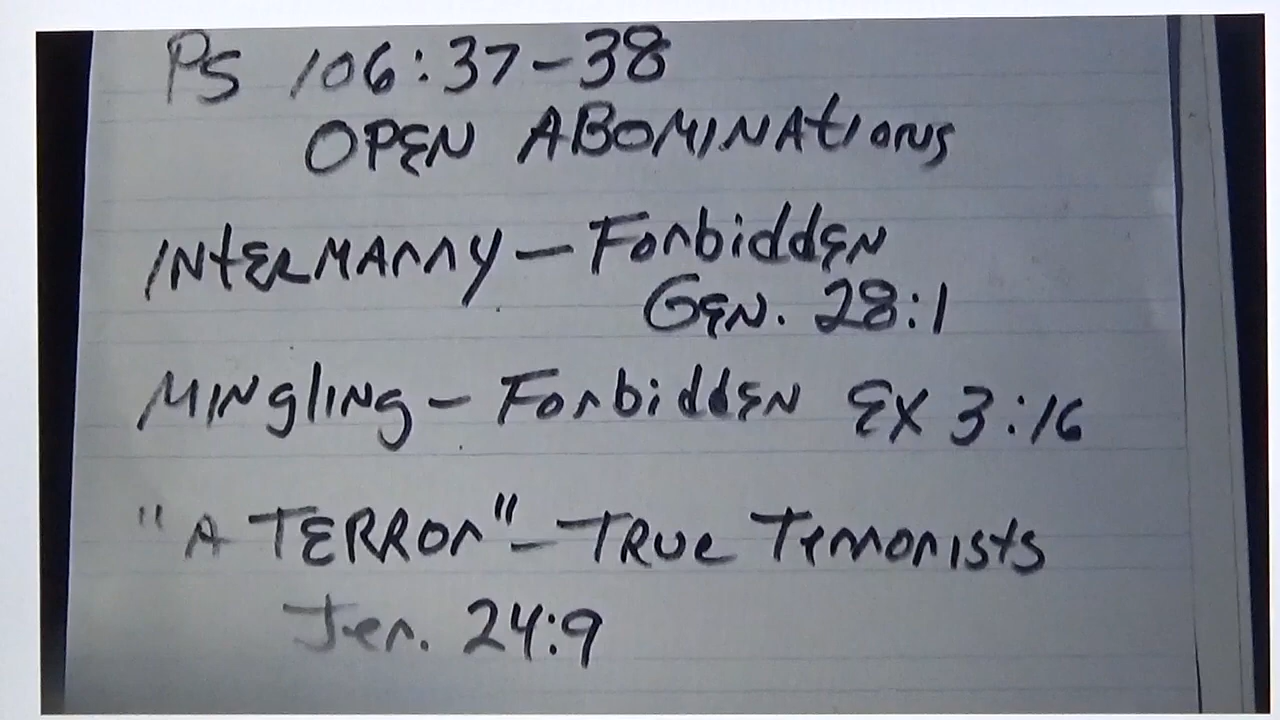 PS 106:37-38
OPEN ABOMINAtIONS
INtERMARRY - FORbiddEN
GEN. 28:1
MINglINg - FORbiddEN EX 3:16
"A TERROR" - TRUe TeRRORists
Jer. 24:9